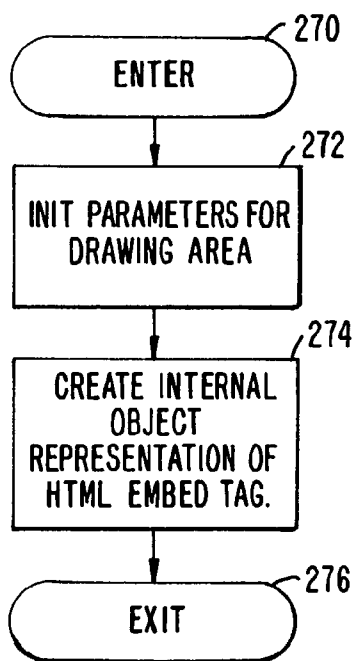 270
ENTER
272
INIT PARAMETERS FOR
DRAWING AREA
274
CREATE INTERNAL
OBJECT
REPRESENTATION OF
HTML EMBED TAG.
276
EXIT